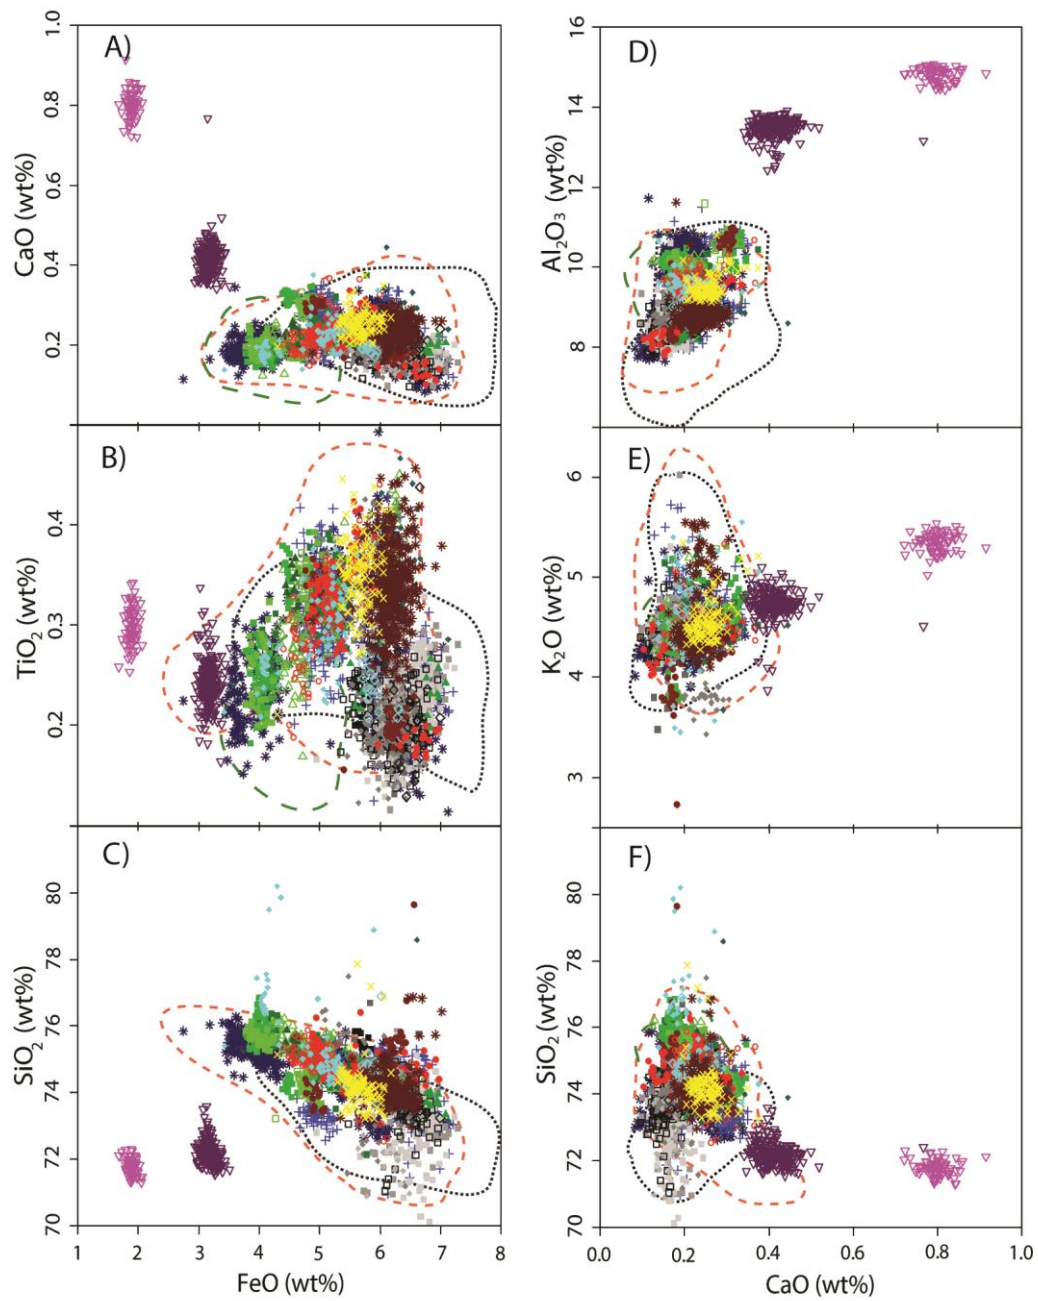 A)
CaO (wt%)
1.0
0.8
0.6
0.4
0.2
B)
TiO2 (wt%)
0.4
0.3
0.2
C)
SiO2 (wt%)
80
78
76
74
72
70
1 2 3 4 5 6 7 8
FeO (wt%)
D)
Al2O3 (wt%)
16
14
12
10
8
E)
K2O (wt%)
6
5
4
3
F)
SiO2 (wt%)
80
78
76
74
72
70
0.0 0.2 0.4 0.6 0.8 1.0
CaO (wt%)